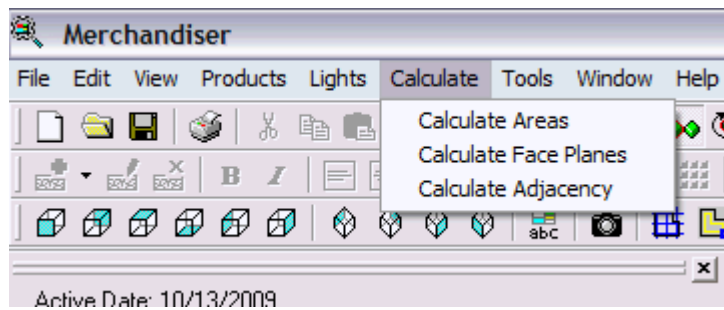 Merchandiser
File Edit View Products Lights Calculate Tools Window Help
Calculate Areas
Calculate Face Planes
Calculate Adjacency
B I
abc
Active Date: 10/13/2009